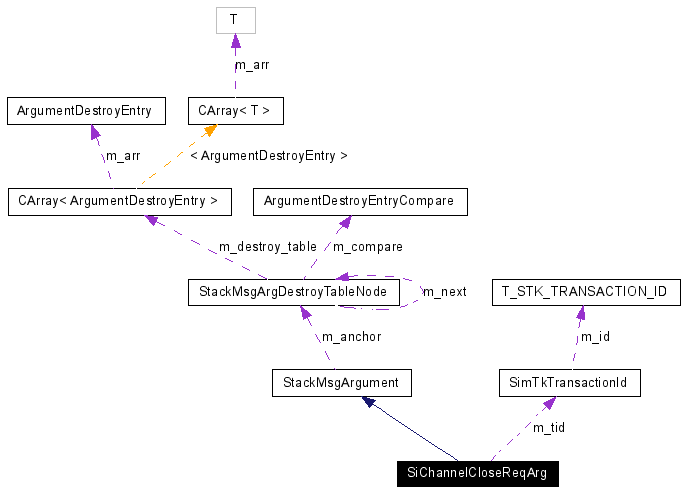 T
m_arr
ArgumentDestroyEntry
CArray< T >
m_arr
< ArgumentDestroyEntry >
CArray< ArgumentDestroyEntry >
ArgumentDestroyEntryCompare
m_destroy_table
m_compare
StackMsgArgDestroyTableNode
m_next
T_STK_TRANSACTION_ID
m_anchor
m_id
StackMsgArgument
SimTkTransactionId
m_tid
SiChannelCloseReqArg